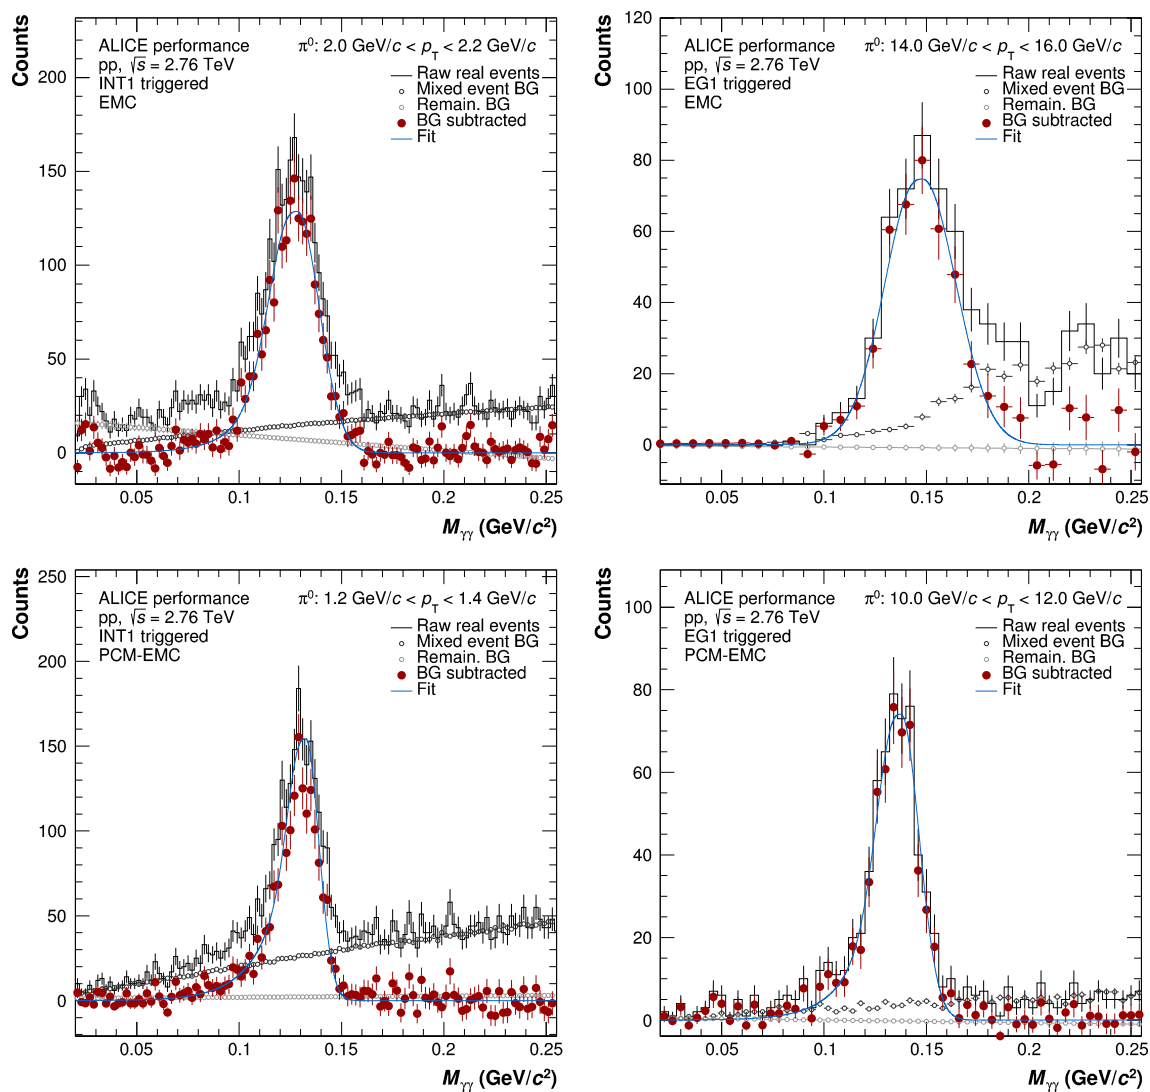 Counts
ALICE performance
pp, √s = 2.76 TeV
INT1 triggered
EMC
π⁰: 2.0 GeV/c < p_T < 2.2 GeV/c
Raw real events
Mixed event BG
Remain. BG
BG subtracted
Fit
200
150
100
50
0
0.05 0.1 0.15 0.2 0.25
M_γγ (GeV/c²)
Counts
ALICE performance
pp, √s = 2.76 TeV
EG1 triggered
EMC
π⁰: 14.0 GeV/c < p_T < 16.0 GeV/c
Raw real events
Mixed event BG
Remain. BG
BG subtracted
Fit
120
100
80
60
40
20
0
0.05 0.1 0.15 0.2 0.25
M_γγ (GeV/c²)
Counts
ALICE performance
pp, √s = 2.76 TeV
INT1 triggered
PCM-EMC
π⁰: 1.2 GeV/c < p_T < 1.4 GeV/c
Raw real events
Mixed event BG
Remain. BG
BG subtracted
Fit
250
200
150
100
50
0
0.05 0.1 0.15 0.2 0.25
M_γγ (GeV/c²)
Counts
ALICE performance
pp, √s = 2.76 TeV
EG1 triggered
PCM-EMC
π⁰: 10.0 GeV/c < p_T < 12.0 GeV/c
Raw real events
Mixed event BG
Remain. BG
BG subtracted
Fit
100
80
60
40
20
0
0.05 0.1 0.15 0.2 0.25
M_γγ (GeV/c²)